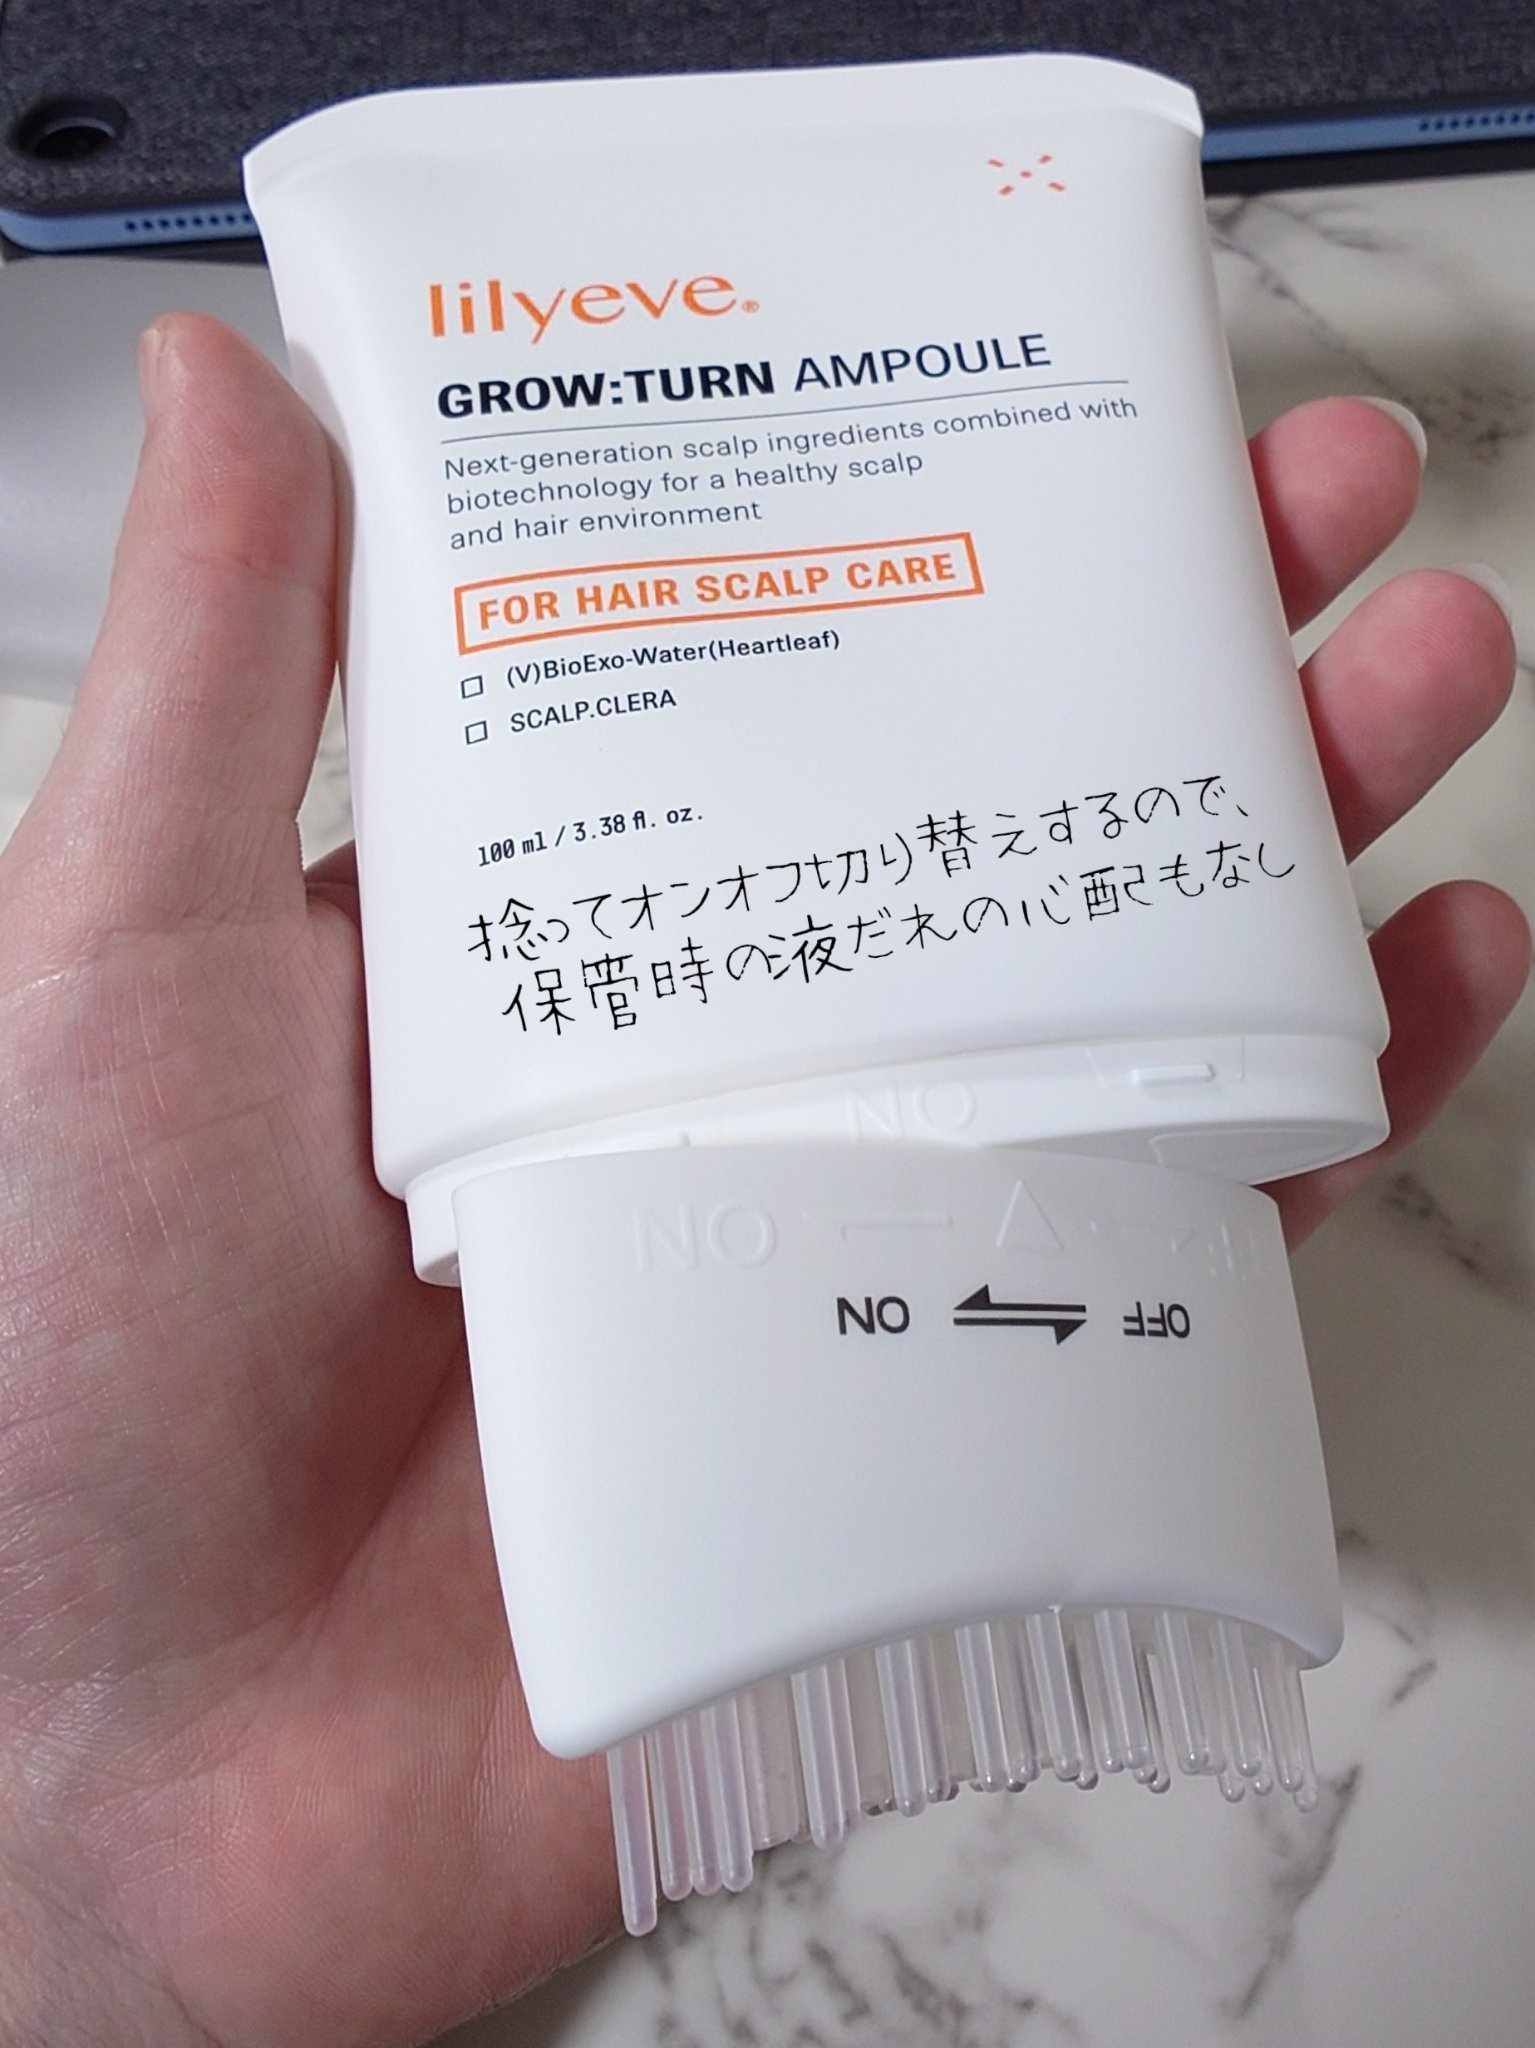 lilyeve®
GROW:TURN AMPOULE
Next-generation scalp ingredients combined with
biotechnology for a healthy scalp
and hair environment
FOR HAIR SCALP CARE
□ (V)BioExo-Water(Heartleaf)
□ SCALP.CLERA
100 ml / 3.38 fl. oz.
捻ってオンオフ切り替えするので、
保管時の液だれの心配もなし
ON
ON
ON OFF